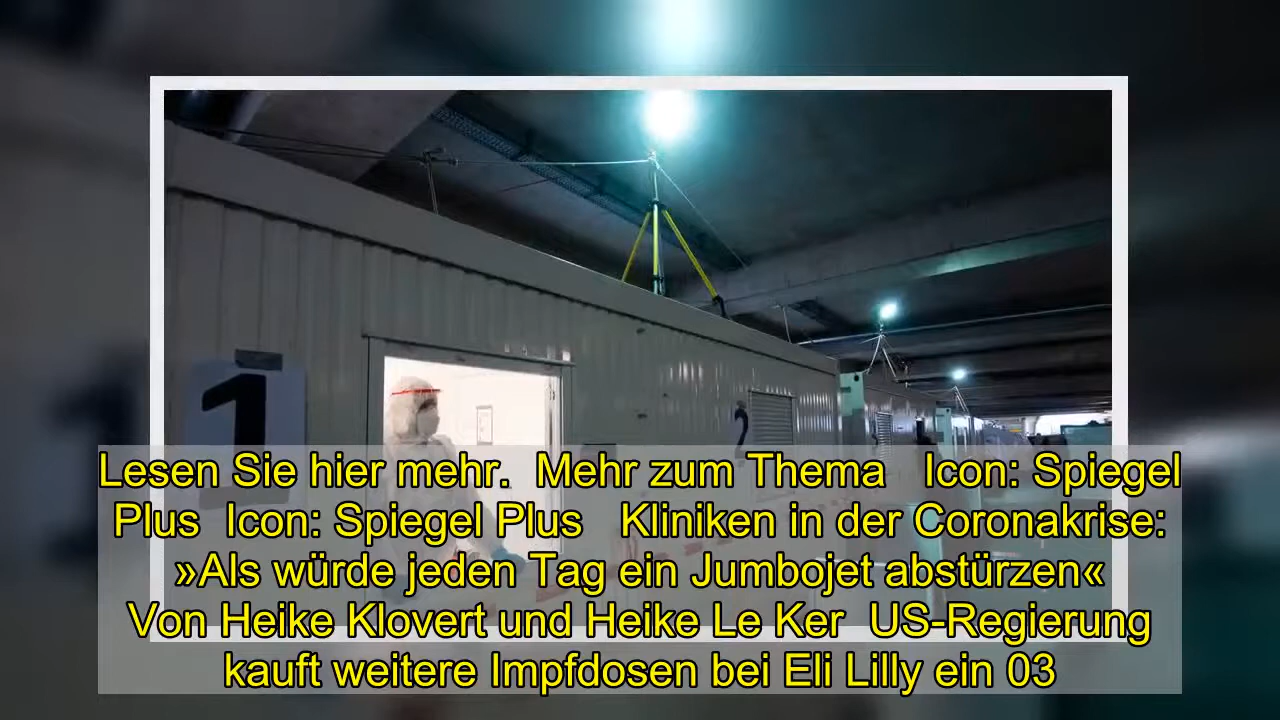 1
2
Lesen Sie hier mehr.  Mehr zum Thema   Icon: Spiegel
Plus  Icon: Spiegel Plus   Kliniken in der Coronakrise:
»Als würde jeden Tag ein Jumbojet abstürzen«
Von Heike Klovert und Heike Le Ker  US-Regierung
kauft weitere Impfdosen bei Eli Lilly ein 03